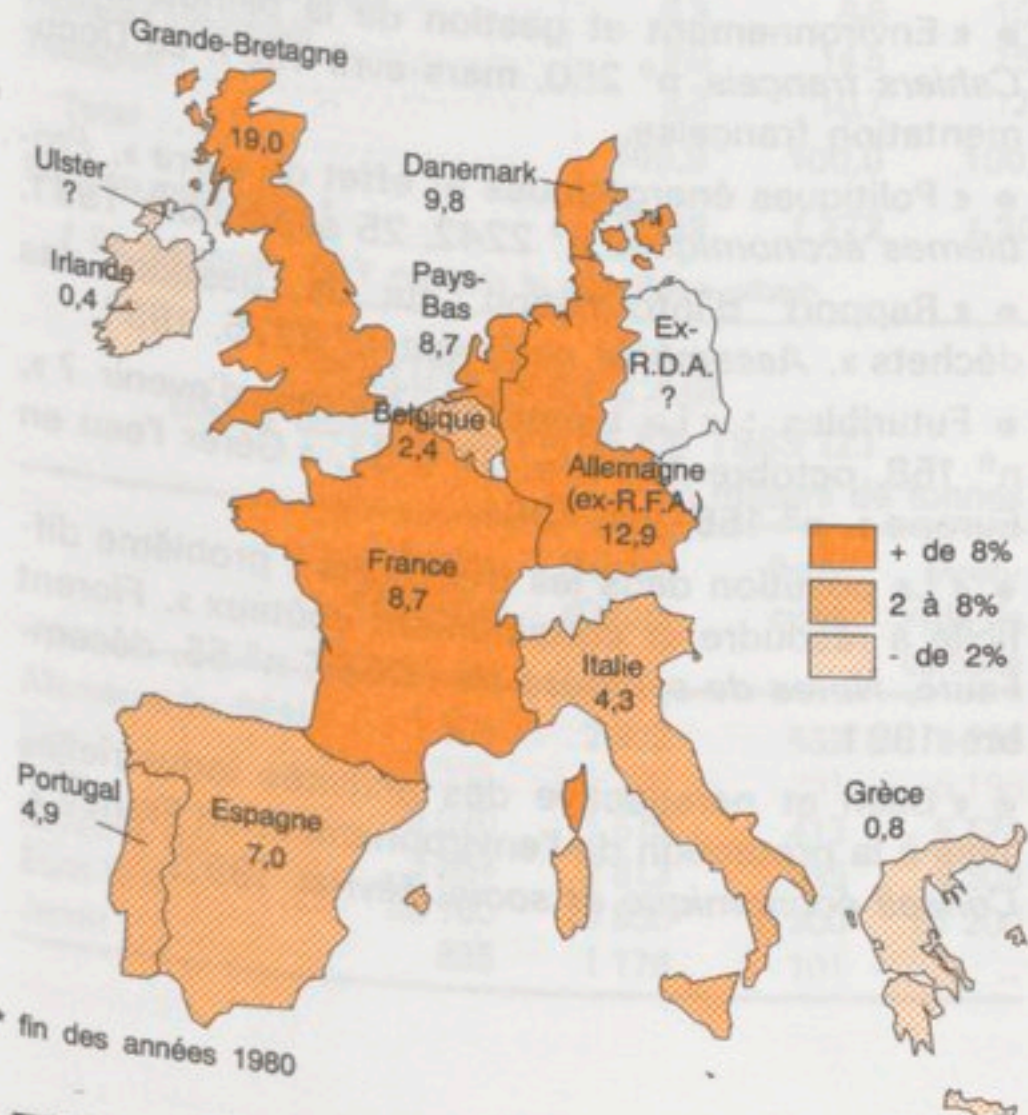 Grande-Bretagne
19,0
Ulster
?
Danemark
9,8
Irlande
0,4
Pays-
Bas
8,7
Ex-
R.D.A.
?
Belgique
2,4
Allemagne
(ex-R.F.A.)
12,9
France
8,7
+ de 8%
2 à 8%
- de 2%
Italie
4,3
Portugal
4,9
Espagne
7,0
Grèce
0,8
* fin des années 1980